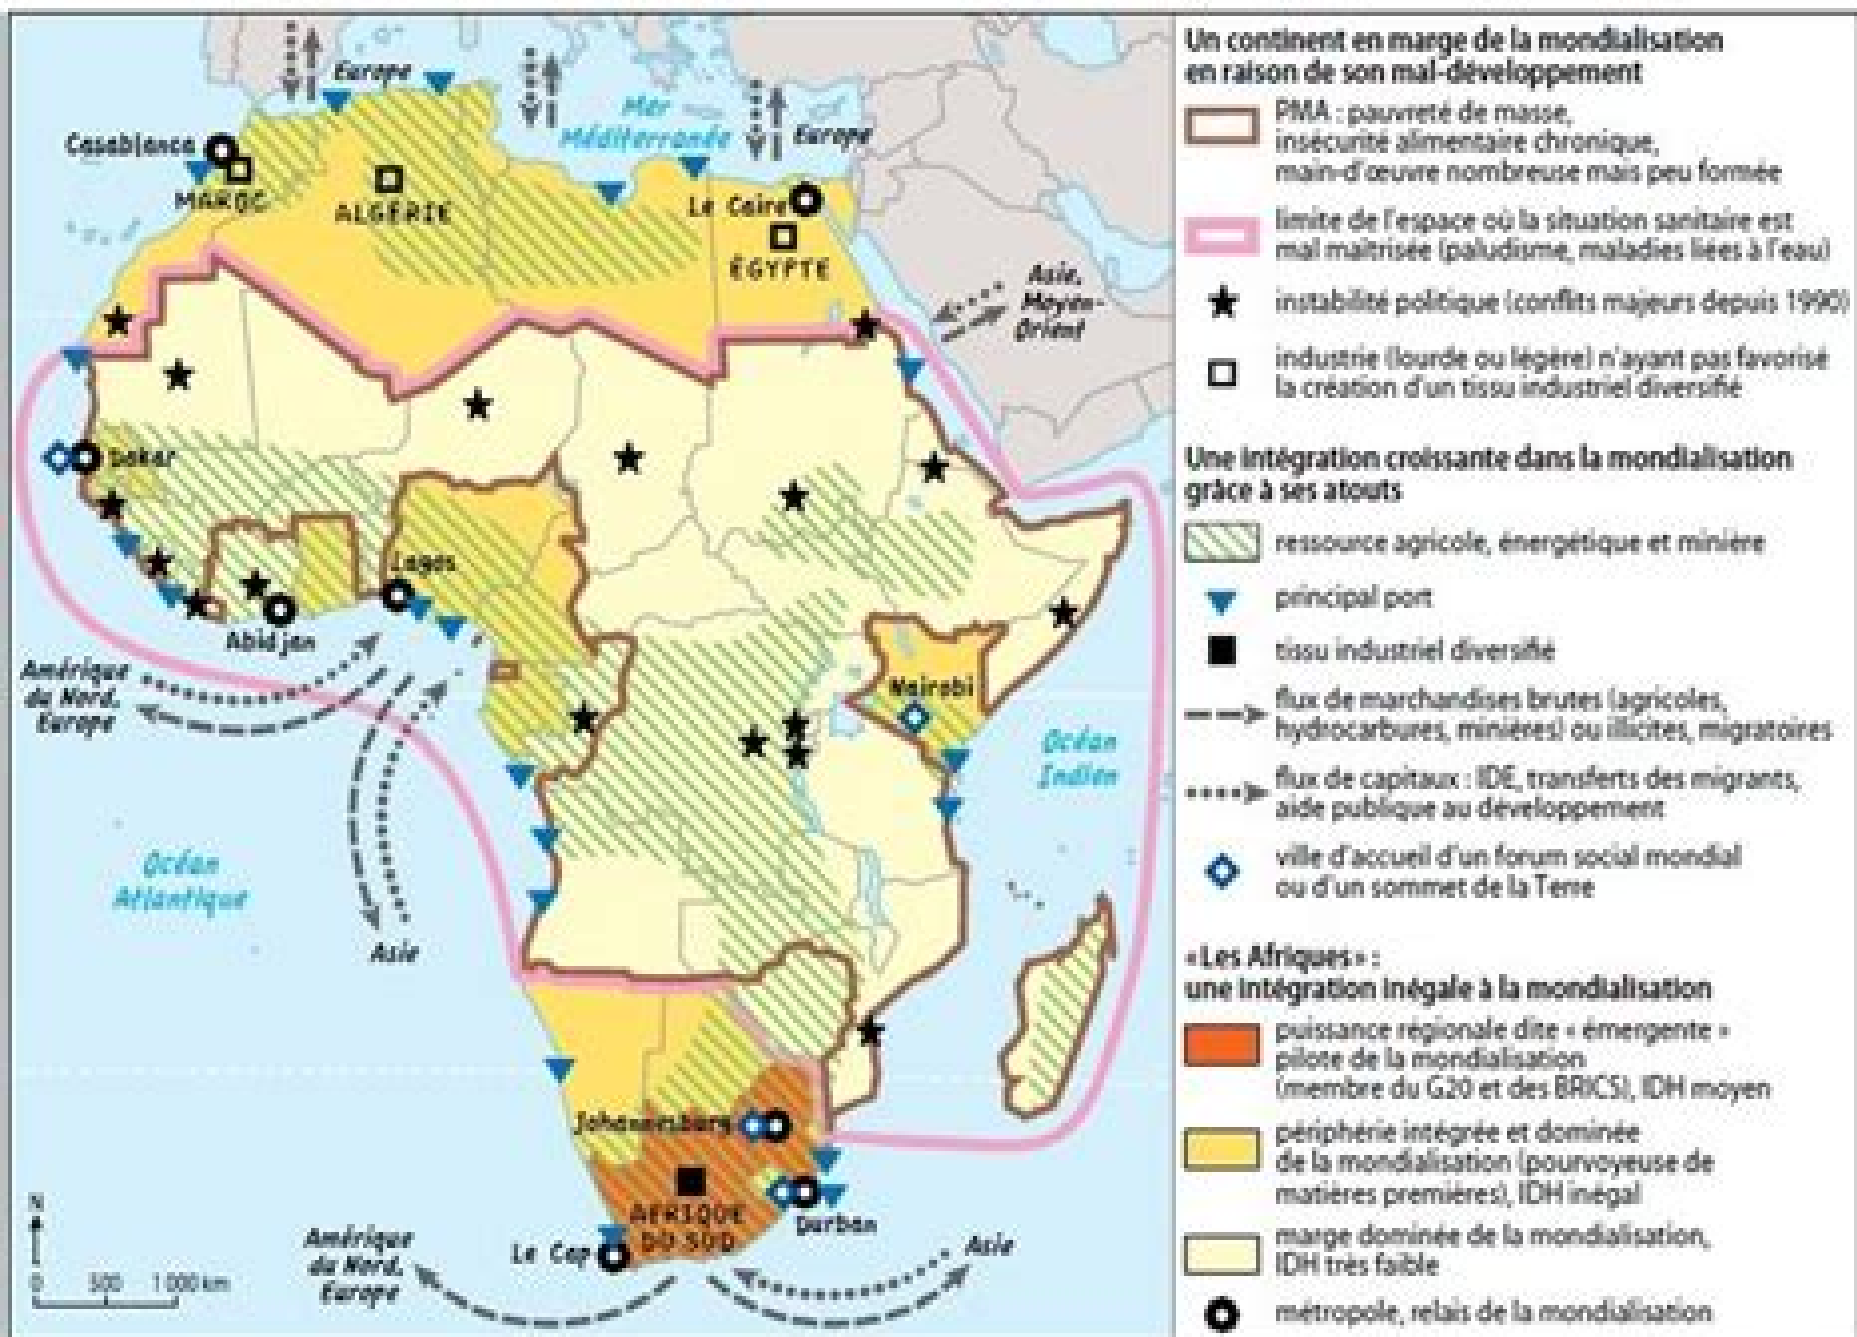 Europe
Mer
Méditerranée
Europe
Casablanca
MAROC
ALGÉRIE
Le Caire
ÉGYPTE
Asie,
Moyen-
Orient
Dakar
Lagos
Abidjan
Amérique
du Nord,
Europe
Nairobi
Océan
Indien
Océan
Atlantique
Asie
Johannesburg
AFRIQUE
DU SUD
Durban
Le Cap
Amérique
du Nord,
Europe
Asie
N
0 500 1 000 km
Un continent en marge de la mondialisation
en raison de son mal-développement
PMA : pauvreté de masse,
insécurité alimentaire chronique,
main-d'œuvre nombreuse mais peu formée
limite de l'espace où la situation sanitaire est
mal maîtrisée (paludisme, maladies liées à l'eau)
instabilité politique (conflits majeurs depuis 1990)
industrie (lourde ou légère) n'ayant pas favorisé
la création d'un tissu industriel diversifié
Une intégration croissante dans la mondialisation
grâce à ses atouts
ressource agricole, énergétique et minière
principal port
tissu industriel diversifié
flux de marchandises brutes (agricoles,
hydrocarbures, minières) ou illicites, migratoires
flux de capitaux : IDE, transferts des migrants,
aide publique au développement
ville d'accueil d'un forum social mondial
ou d'un sommet de la Terre
« Les Afriques » :
une intégration inégale à la mondialisation
puissance régionale dite « émergente »
pilote de la mondialisation
(membre du G20 et des BRICS), IDH moyen
périphérie intégrée et dominée
de la mondialisation (pourvoyeuse de
matières premières), IDH inégal
marge dominée de la mondialisation,
IDH très faible
métropole, relais de la mondialisation